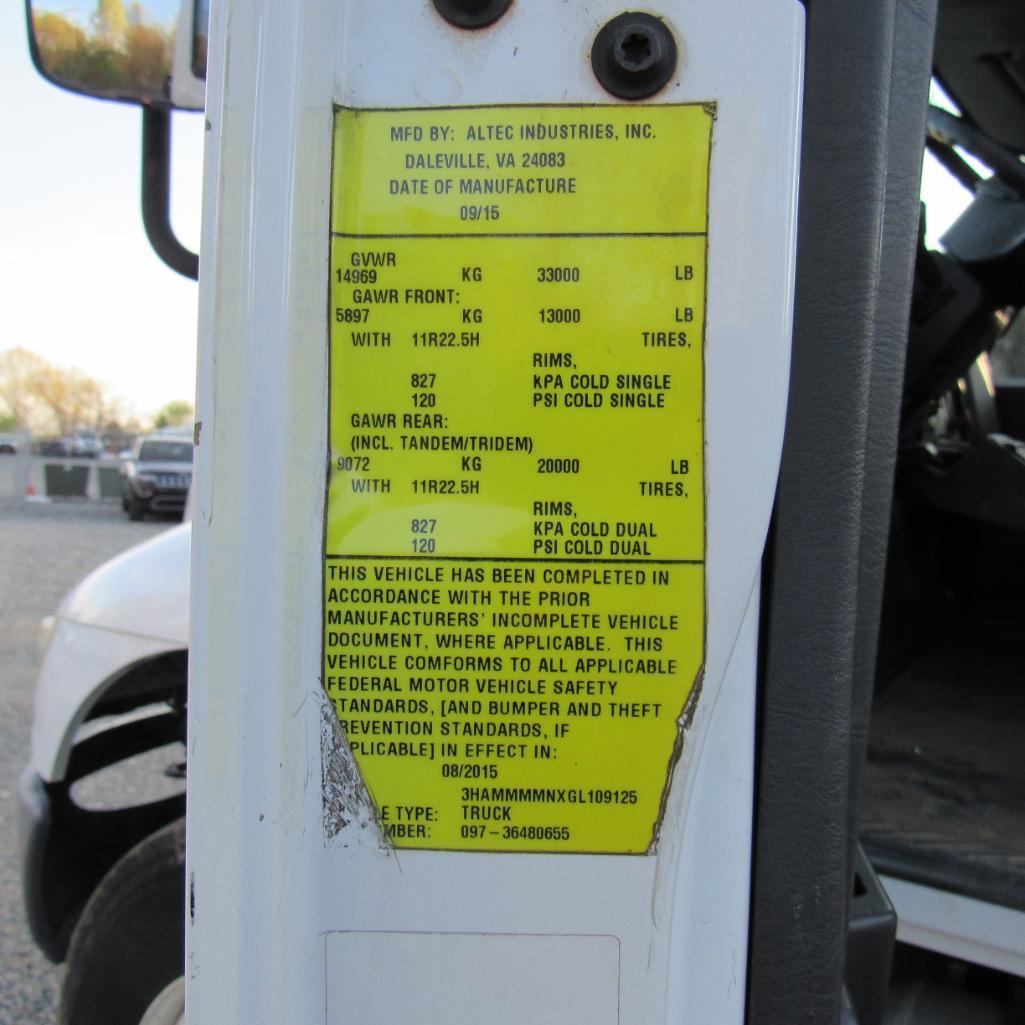 MFD BY: ALTEC INDUSTRIES, INC.
DALEVILLE, VA 24083
DATE OF MANUFACTURE
09/15
GVWR
14969 KG 33000 LB
GAWR FRONT:
5897 KG 13000 LB
WITH 11R22.5H TIRES,
RIMS,
827 KPA COLD SINGLE
120 PSI COLD SINGLE
GAWR REAR:
(INCL. TANDEM/TRIDEM)
9072 KG 20000 LB
WITH 11R22.5H TIRES,
RIMS,
827 KPA COLD DUAL
120 PSI COLD DUAL
THIS VEHICLE HAS BEEN COMPLETED IN
ACCORDANCE WITH THE PRIOR
MANUFACTURERS' INCOMPLETE VEHICLE
DOCUMENT, WHERE APPLICABLE. THIS
VEHICLE COMFORMS TO ALL APPLICABLE
FEDERAL MOTOR VEHICLE SAFETY
STANDARDS, [AND BUMPER AND THEFT
REVENTION STANDARDS, IF
PLICABLE] IN EFFECT IN:
08/2015
3HAMMMMNXGL109125
E TYPE: TRUCK
MBER: 097-36480655